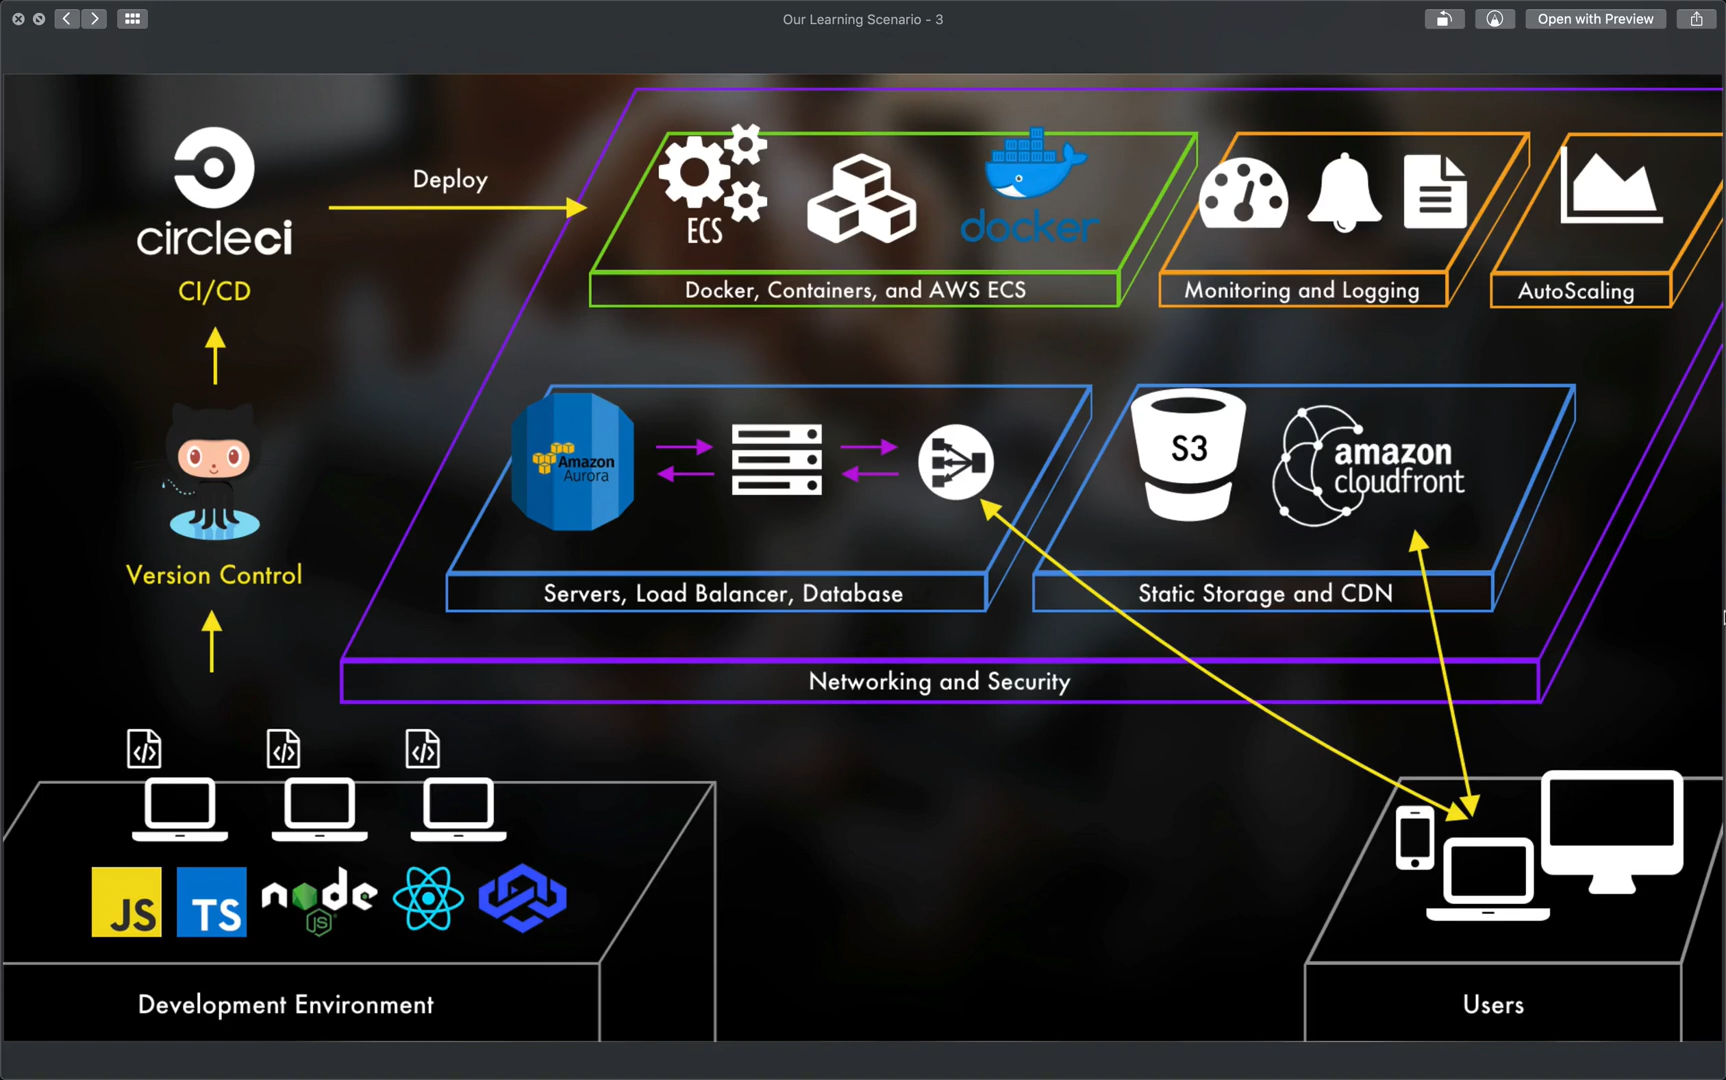 Our Learning Scenario - 3
Open with Preview
circleci
CI/CD
Deploy
ECS
docker
Docker, Containers, and AWS ECS
Monitoring and Logging
AutoScaling
Version Control
Amazon
Aurora
Servers, Load Balancer, Database
S3
amazon
cloudfront
Static Storage and CDN
Networking and Security
</>
</>
</>
JS
TS
node
JS
Development Environment
Users